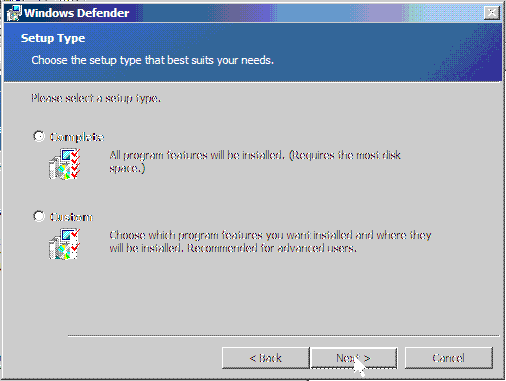 Windows Defender
Setup Type
Choose the setup type that best suits your needs.
Please select a setup type.
Complete
All program features will be installed. (Requires the most disk
space.)
Custom
Choose which program features you want installed and where they
will be installed. Recommended for advanced users.
< Back
Next >
Cancel